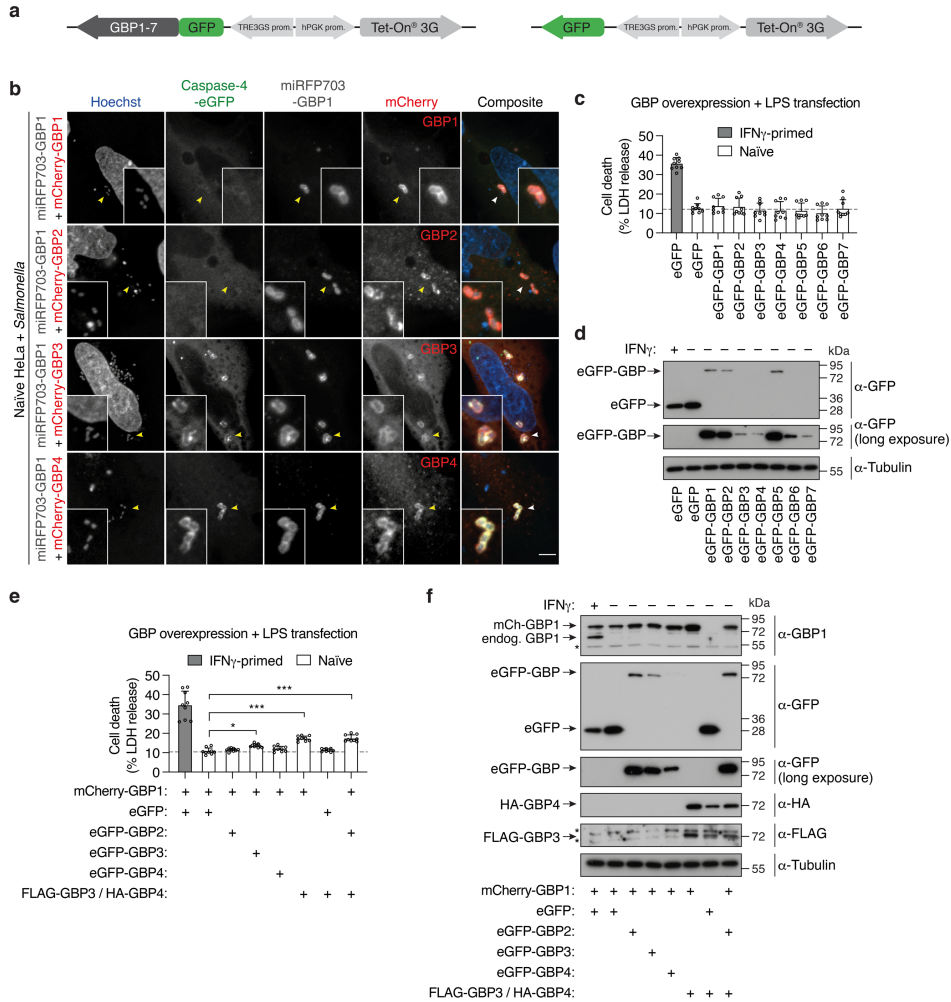 a
GBP1-7
GFP
TRE3GS prom.
hPGK prom.
Tet-On® 3G
GFP
TRE3GS prom.
hPGK prom.
Tet-On® 3G
b
Hoechst
Caspase-4
-eGFP
miRFP703
-GBP1
mCherry
Composite
Naïve HeLa + Salmonella
miRFP703-GBP1
+ mCherry-GBP1
GBP1
miRFP703-GBP1
+ mCherry-GBP2
GBP2
miRFP703-GBP1
+ mCherry-GBP3
GBP3
miRFP703-GBP1
+ mCherry-GBP4
GBP4
c
GBP overexpression + LPS transfection
IFNγ-primed
Naïve
Cell death
(% LDH release)
50
40
30
20
10
0
eGFP
eGFP
eGFP-GBP1
eGFP-GBP2
eGFP-GBP3
eGFP-GBP4
eGFP-GBP5
eGFP-GBP6
eGFP-GBP7
d
IFNγ: + – – – – – – – –
kDa
eGFP-GBP
95
72
α-GFP
eGFP
36
28
eGFP-GBP
95
72
α-GFP
(long exposure)
55
α-Tubulin
eGFP
eGFP
eGFP-GBP1
eGFP-GBP2
eGFP-GBP3
eGFP-GBP4
eGFP-GBP5
eGFP-GBP6
eGFP-GBP7
e
GBP overexpression + LPS transfection
IFNγ-primed
Naïve
Cell death
(% LDH release)
50
40
30
20
10
0
***
***
*
mCherry-GBP1: + + + + + + + +
eGFP: + + +
eGFP-GBP2: + +
eGFP-GBP3: +
eGFP-GBP4: +
FLAG-GBP3 / HA-GBP4: + + +
f
IFNγ: + – – – – – – –
kDa
mCh-GBP1
endog. GBP1
*
95
72
55
α-GBP1
eGFP-GBP
95
72
α-GFP
eGFP
36
28
eGFP-GBP
95
72
α-GFP
(long exposure)
HA-GBP4
72
α-HA
FLAG-GBP3
*
*
72
α-FLAG
55
α-Tubulin
mCherry-GBP1: + + + + + + +
eGFP: + + +
eGFP-GBP2: + +
eGFP-GBP3: +
eGFP-GBP4: +
FLAG-GBP3 / HA-GBP4: + + +